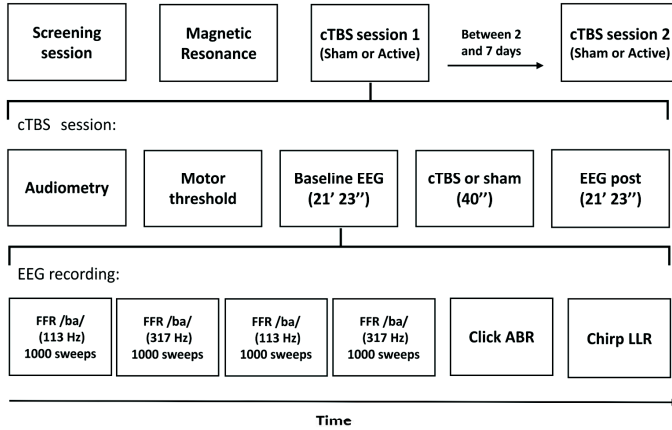 Screening
session
Magnetic
Resonance
cTBS session 1
(Sham or Active)
Between 2
and 7 days
cTBS session 2
(Sham or Active)
cTBS session:
Audiometry
Motor
threshold
Baseline EEG
(21' 23'')
cTBS or sham
(40'')
EEG post
(21' 23'')
EEG recording:
FFR /ba/
(113 Hz)
1000 sweeps
FFR /ba/
(317 Hz)
1000 sweeps
FFR /ba/
(113 Hz)
1000 sweeps
FFR /ba/
(317 Hz)
1000 sweeps
Click ABR
Chirp LLR
Time